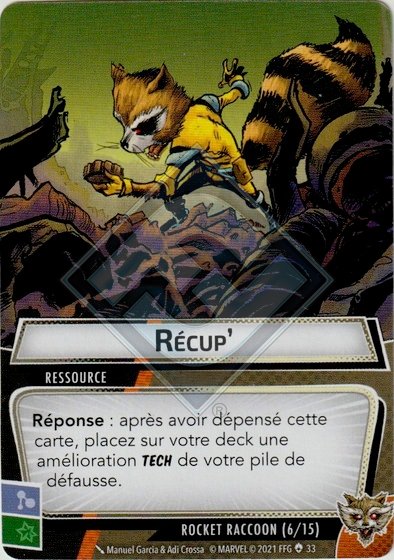 RÉCUP'
RESSOURCE
Réponse : après avoir dépensé cette
carte, placez sur votre deck une
amélioration TECH de votre pile de
défausse.
®
ROCKET RACCOON (6/15)
Manuel Garcia & Adi Crossa © MARVEL © 2021 FFG 33